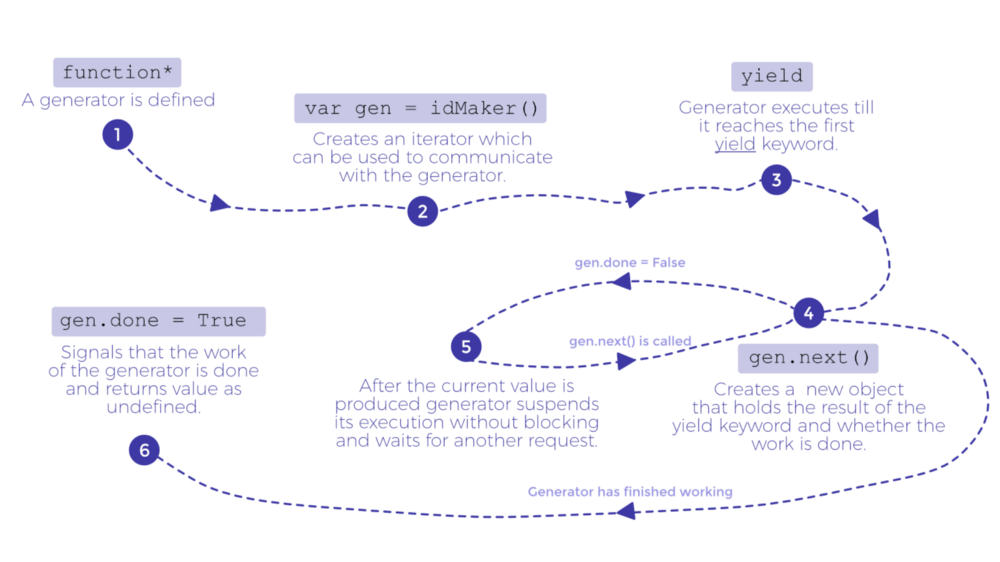 function*
A generator is defined
1
var gen = idMaker()
Creates an iterator which
can be used to communicate
with the generator.
2
yield
Generator executes till
it reaches the first
yield keyword.
3
gen.done = False
4
gen.next() is called
gen.next()
Creates a new object
that holds the result of the
yield keyword and whether the
work is done.
5
After the current value is
produced generator suspends
its execution without blocking
and waits for another request.
gen.done = True
Signals that the work
of the generator is done
and returns value as
undefined.
6
Generator has finished working